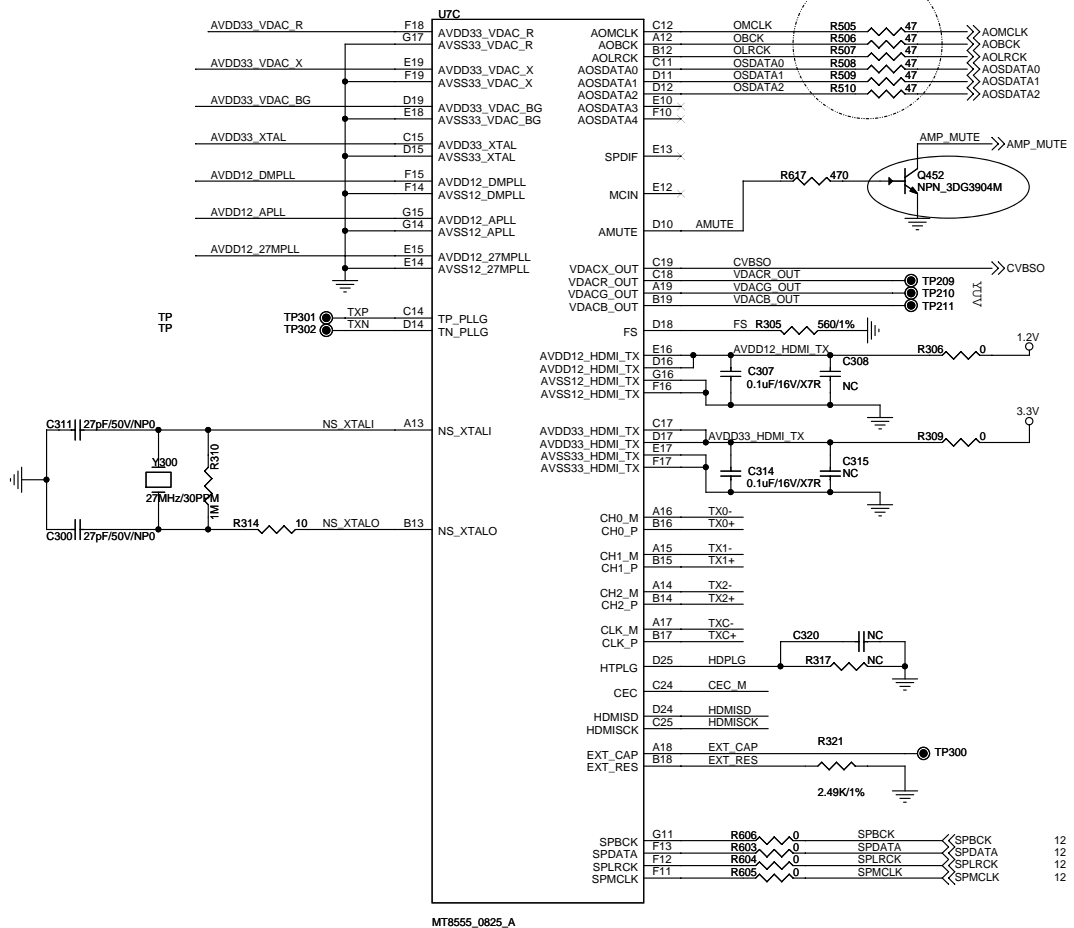 U7C
AVDD33_VDAC_R F18 AVDD33_VDAC_R
G17 AVSS33_VDAC_R
AVDD33_VDAC_X E19 AVDD33_VDAC_X
F19 AVSS33_VDAC_X
AVDD33_VDAC_BG D19 AVDD33_VDAC_BG
E18 AVSS33_VDAC_BG
AVDD33_XTAL C15 AVDD33_XTAL
D15 AVSS33_XTAL
AVDD12_DMPLL F15 AVDD12_DMPLL
F14 AVSS12_DMPLL
AVDD12_APLL G15 AVDD12_APLL
G14 AVSS12_APLL
AVDD12_27MPLL E15 AVDD12_27MPLL
E14 AVSS12_27MPLL
TP TP301 TXP C14 TP_PLLG
TP TP302 TXN D14 TN_PLLG
C311 27pF/50V/NP0 NS_XTALI A13 NS_XTALI
Y300
27MHz/30PPM
R310
1M
C300 27pF/50V/NP0 R314 10 NS_XTALO B13 NS_XTALO
AOMCLK C12 OMCLK R505 47 AOMCLK
AOBCK A12 OBCK R506 47 AOBCK
AOLRCK B12 OLRCK R507 47 AOLRCK
AOSDATA0 C11 OSDATA0 R508 47 AOSDATA0
AOSDATA1 D11 OSDATA1 R509 47 AOSDATA1
AOSDATA2 D12 OSDATA2 R510 47 AOSDATA2
AOSDATA3 E10
AOSDATA4 F10
SPDIF E13
AMP_MUTE AMP_MUTE
MCIN E12
R617 470 Q452
NPN_3DG3904M
AMUTE D10 AMUTE
VDACX_OUT C19 CVBSO
VDACR_OUT C18 VDACR_OUT TP209
VDACG_OUT A19 VDACG_OUT TP210
VDACB_OUT B19 VDACB_OUT TP211
YUV
FS D18 FS R305 560/1%
AVDD12_HDMI_TX E16 AVDD12_HDMI_TX R306 0 1.2V
D16
AVSS12_HDMI_TX G16
AVSS12_HDMI_TX F16
C307
0.1uF/16V/X7R
C308
NC
AVDD33_HDMI_TX C17
AVDD33_HDMI_TX D17 AVDD33_HDMI_TX R309 0 3.3V
AVSS33_HDMI_TX E17
AVSS33_HDMI_TX F17
C314
0.1uF/16V/X7R
C315
NC
CH0_M A16 TX0-
CH0_P B16 TX0+
CH1_M A15 TX1-
CH1_P B15 TX1+
CH2_M A14 TX2-
CH2_P B14 TX2+
CLK_M A17 TXC-
CLK_P B17 TXC+
C320 NC
HTPLG D25 HDPLG R317 NC
CEC C24 CEC_M
HDMISD D24 HDMISD
HDMISCK C25 HDMISCK
EXT_CAP A18 EXT_CAP TP300
EXT_RES B18 EXT_RES R321
2.49K/1%
SPBCK G11 R606 0 SPBCK SPBCK 12
SPDATA F13 R603 0 SPDATA SPDATA 12
SPLRCK F12 R604 0 SPLRCK SPLRCK 12
SPMCLK F11 R605 0 SPMCLK SPMCLK 12
MT8555_0825_A